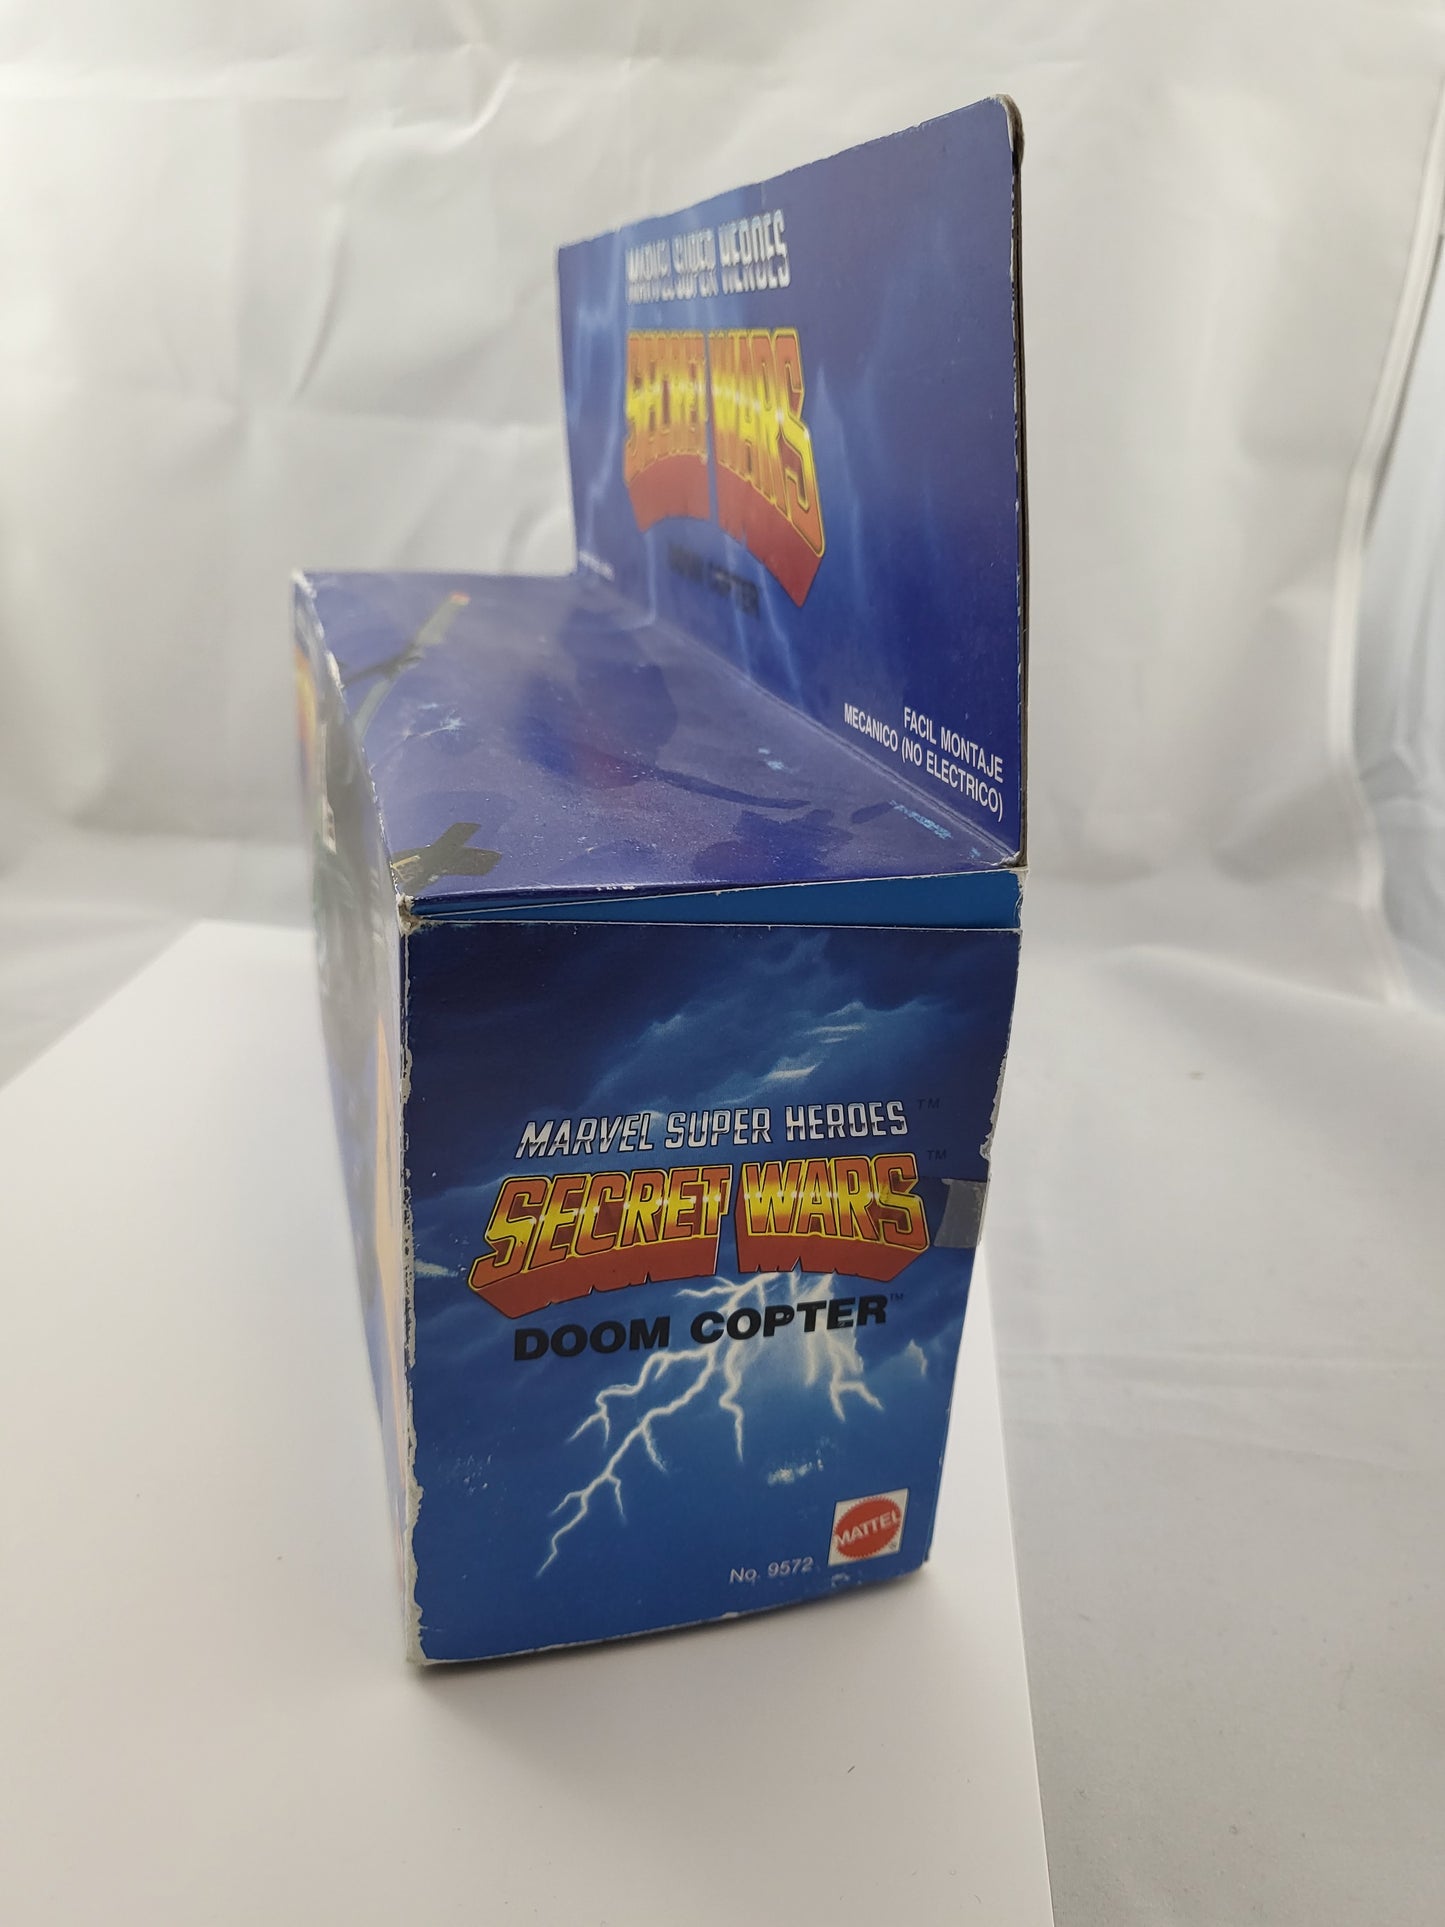 MARVEL SUPER HEROES
SECRET WARS
DOOM COPTER
FACIL MONTAJE
MECANICO (NO ELECTRICO)
MARVEL SUPER HEROES™
SECRET WARS™
DOOM COPTER™
MATTEL®
No. 9572